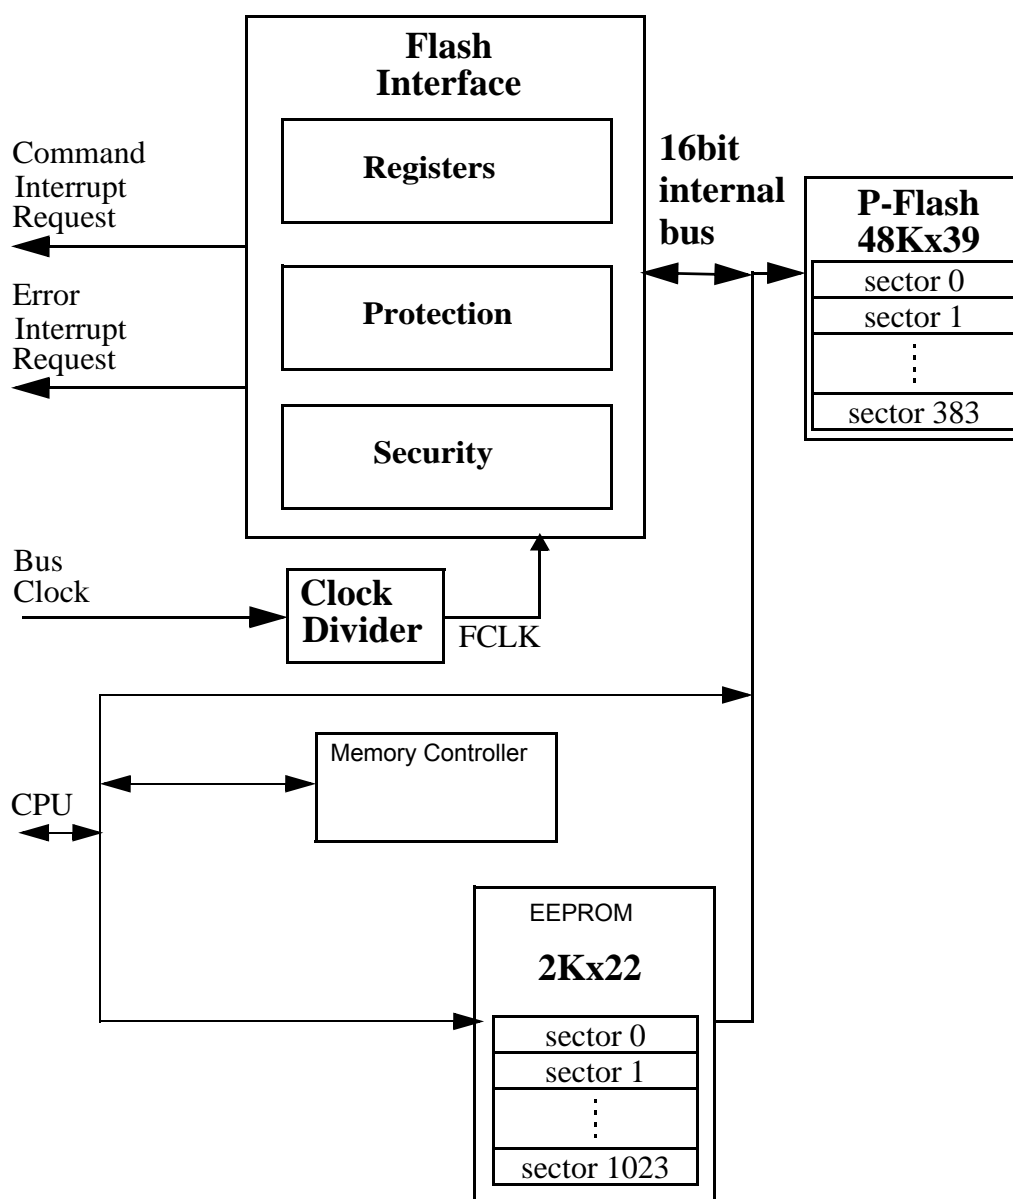 Flash
Interface
Registers
Protection
Security
Command
Interrupt
Request
Error
Interrupt
Request
16bit
internal
bus
P-Flash
48Kx39
sector 0
sector 1
sector 383
Bus
Clock
Clock
Divider
FCLK
Memory Controller
CPU
EEPROM
2Kx22
sector 0
sector 1
sector 1023